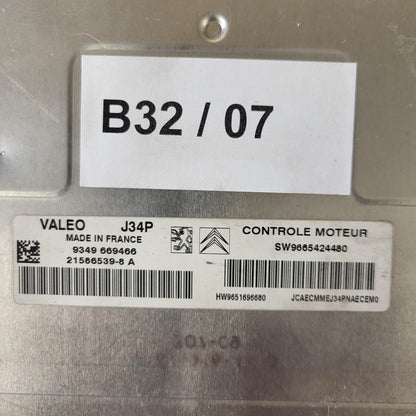 B32 / 07
VALEO J34P
MADE IN FRANCE
9349 669466
21586539-8 A
CONTROLE MOTEUR
SW9665424480
HW9651696680
JCAECMMEJ34PNAECEM0